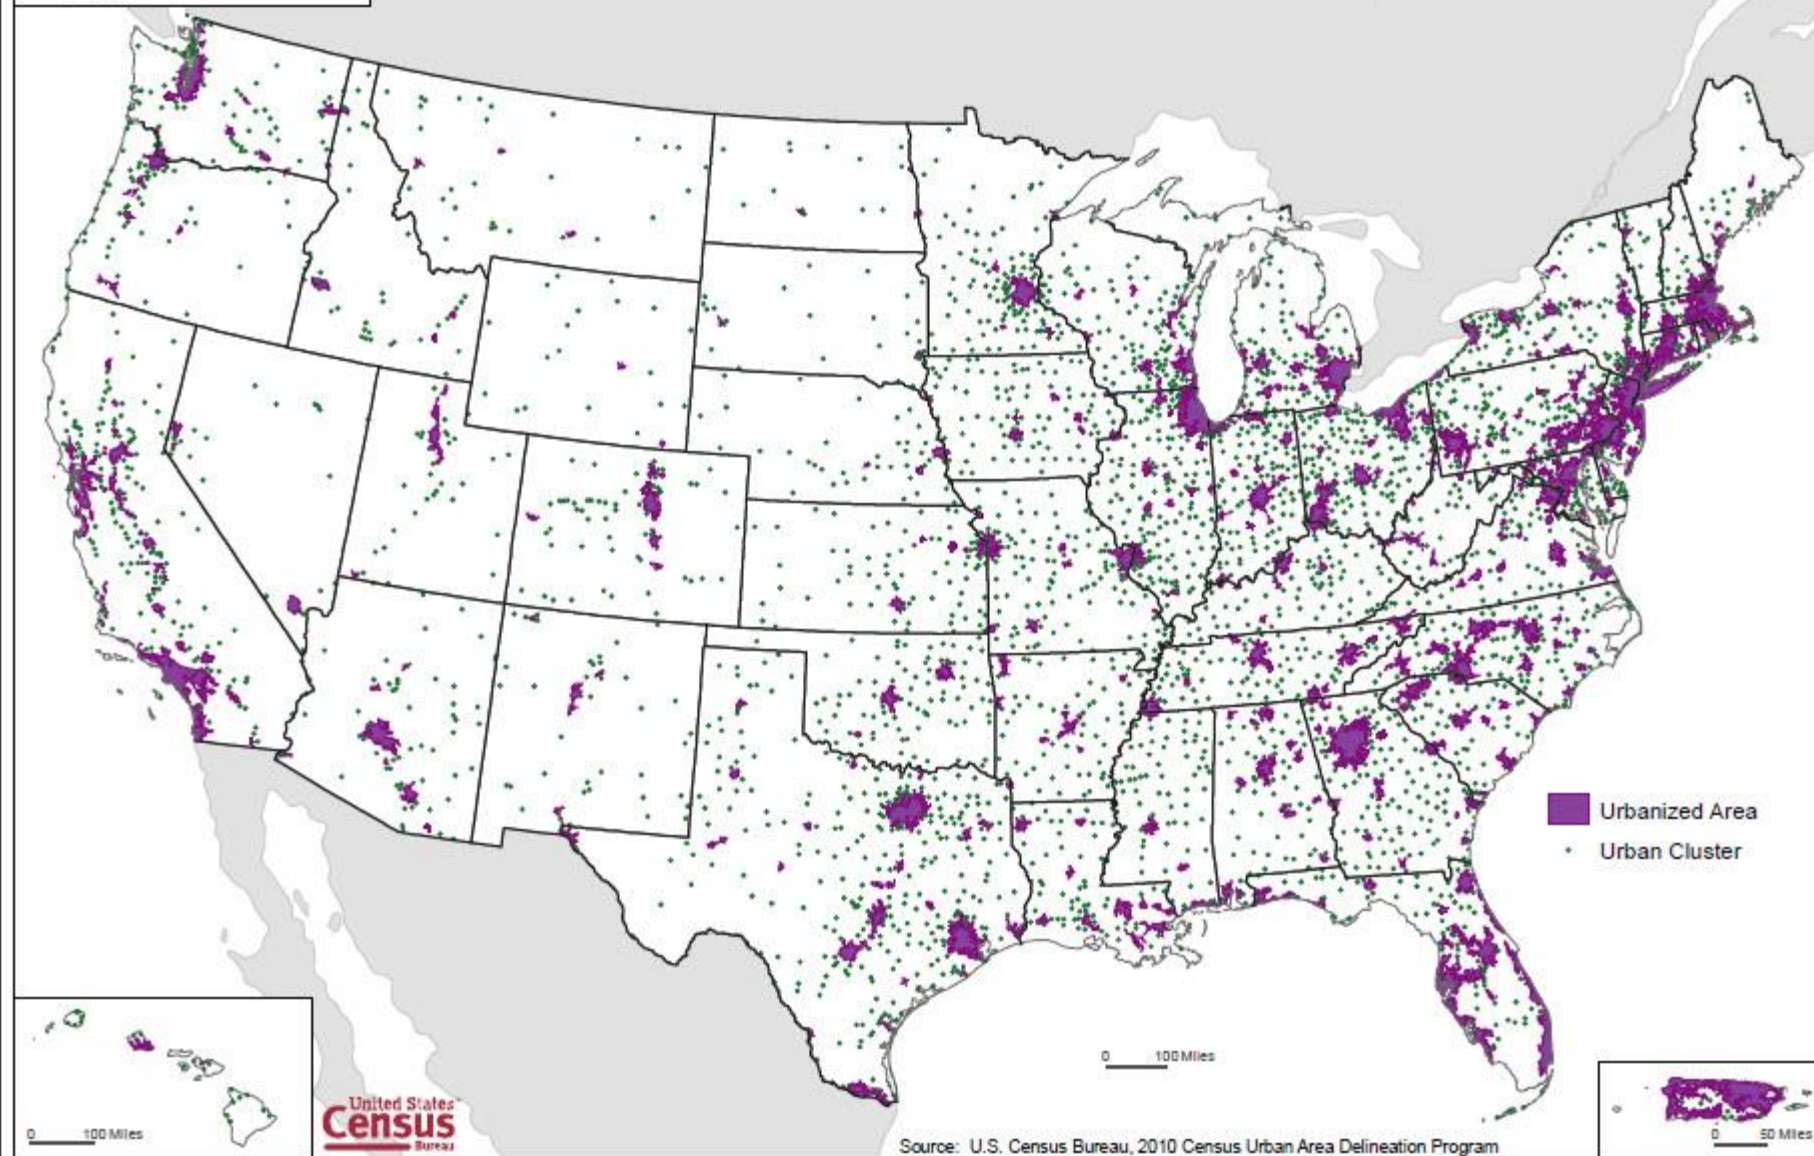 Urbanized Area
Urban Cluster
0 100 Miles
0 100 Miles
United States
Census
Bureau
Source: U.S. Census Bureau, 2010 Census Urban Area Delineation Program
0 50 Miles